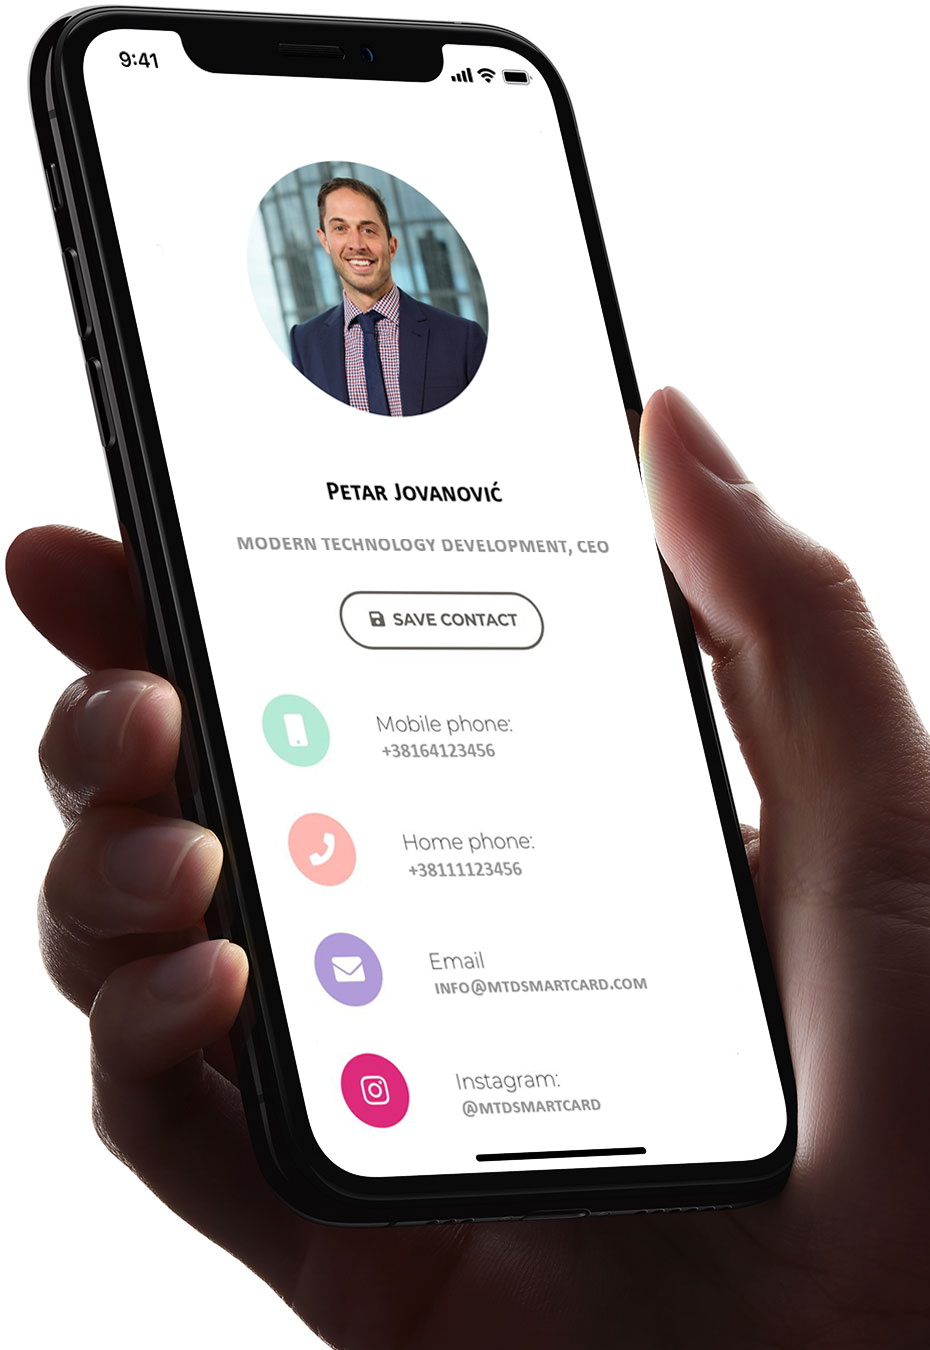 9:41
Petar Jovanović
MODERN TECHNOLOGY DEVELOPMENT, CEO
SAVE CONTACT
Mobile phone:
+38164123456
Home phone:
+38111123456
Email
INFO@MTDSMARTCARD.COM
Instagram:
@MTDSMARTCARD